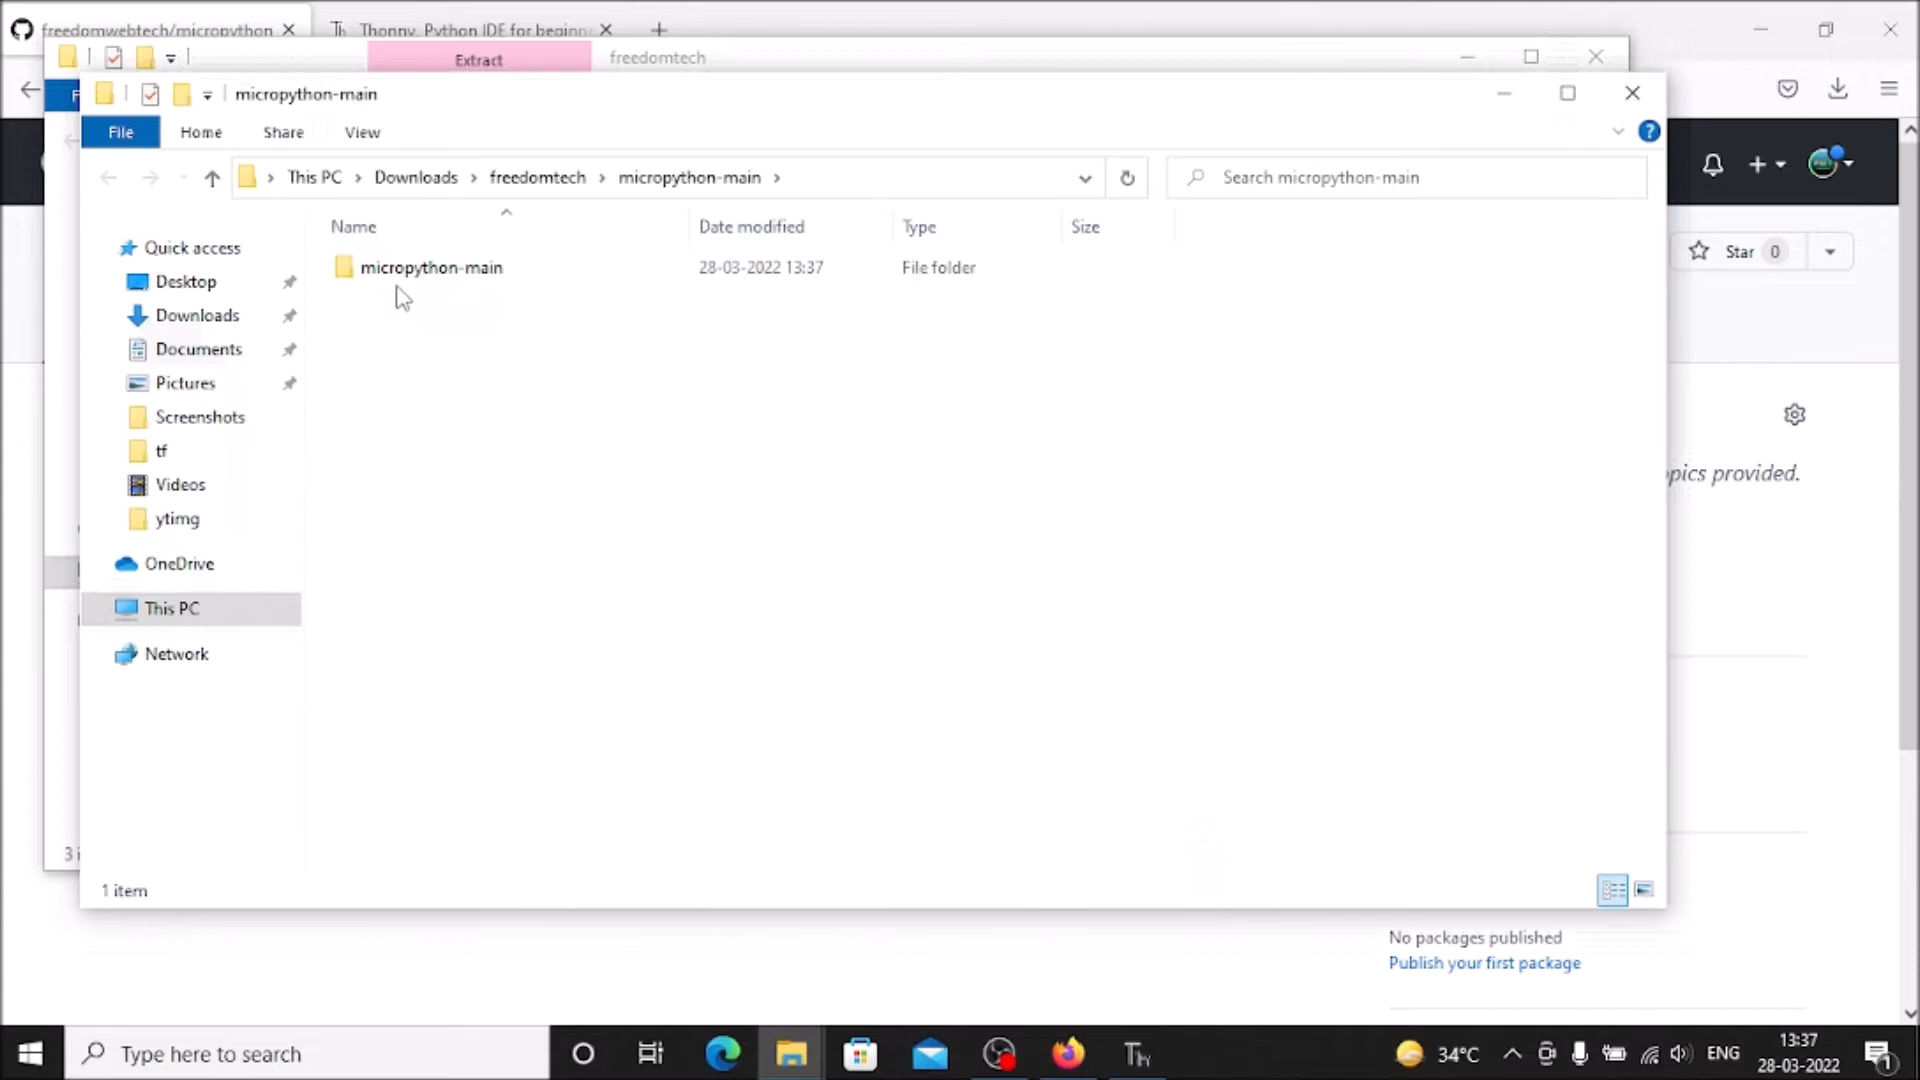 freedomwebtech/micropython
Thonny, Python IDE for beginn
Extract
freedomtech
micropython-main
File
Home
Share
View
This PC > Downloads > freedomtech > micropython-main >
Search micropython-main
Name
Date modified
Type
Size
micropython-main
28-03-2022 13:37
File folder
Quick access
Desktop
Downloads
Documents
Pictures
Screenshots
tf
Videos
ytimg
OneDrive
This PC
Network
1 item
Star 0
pics provided.
No packages published
Publish your first package
Type here to search
Th
34°C
ENG
13:37
28-03-2022
1